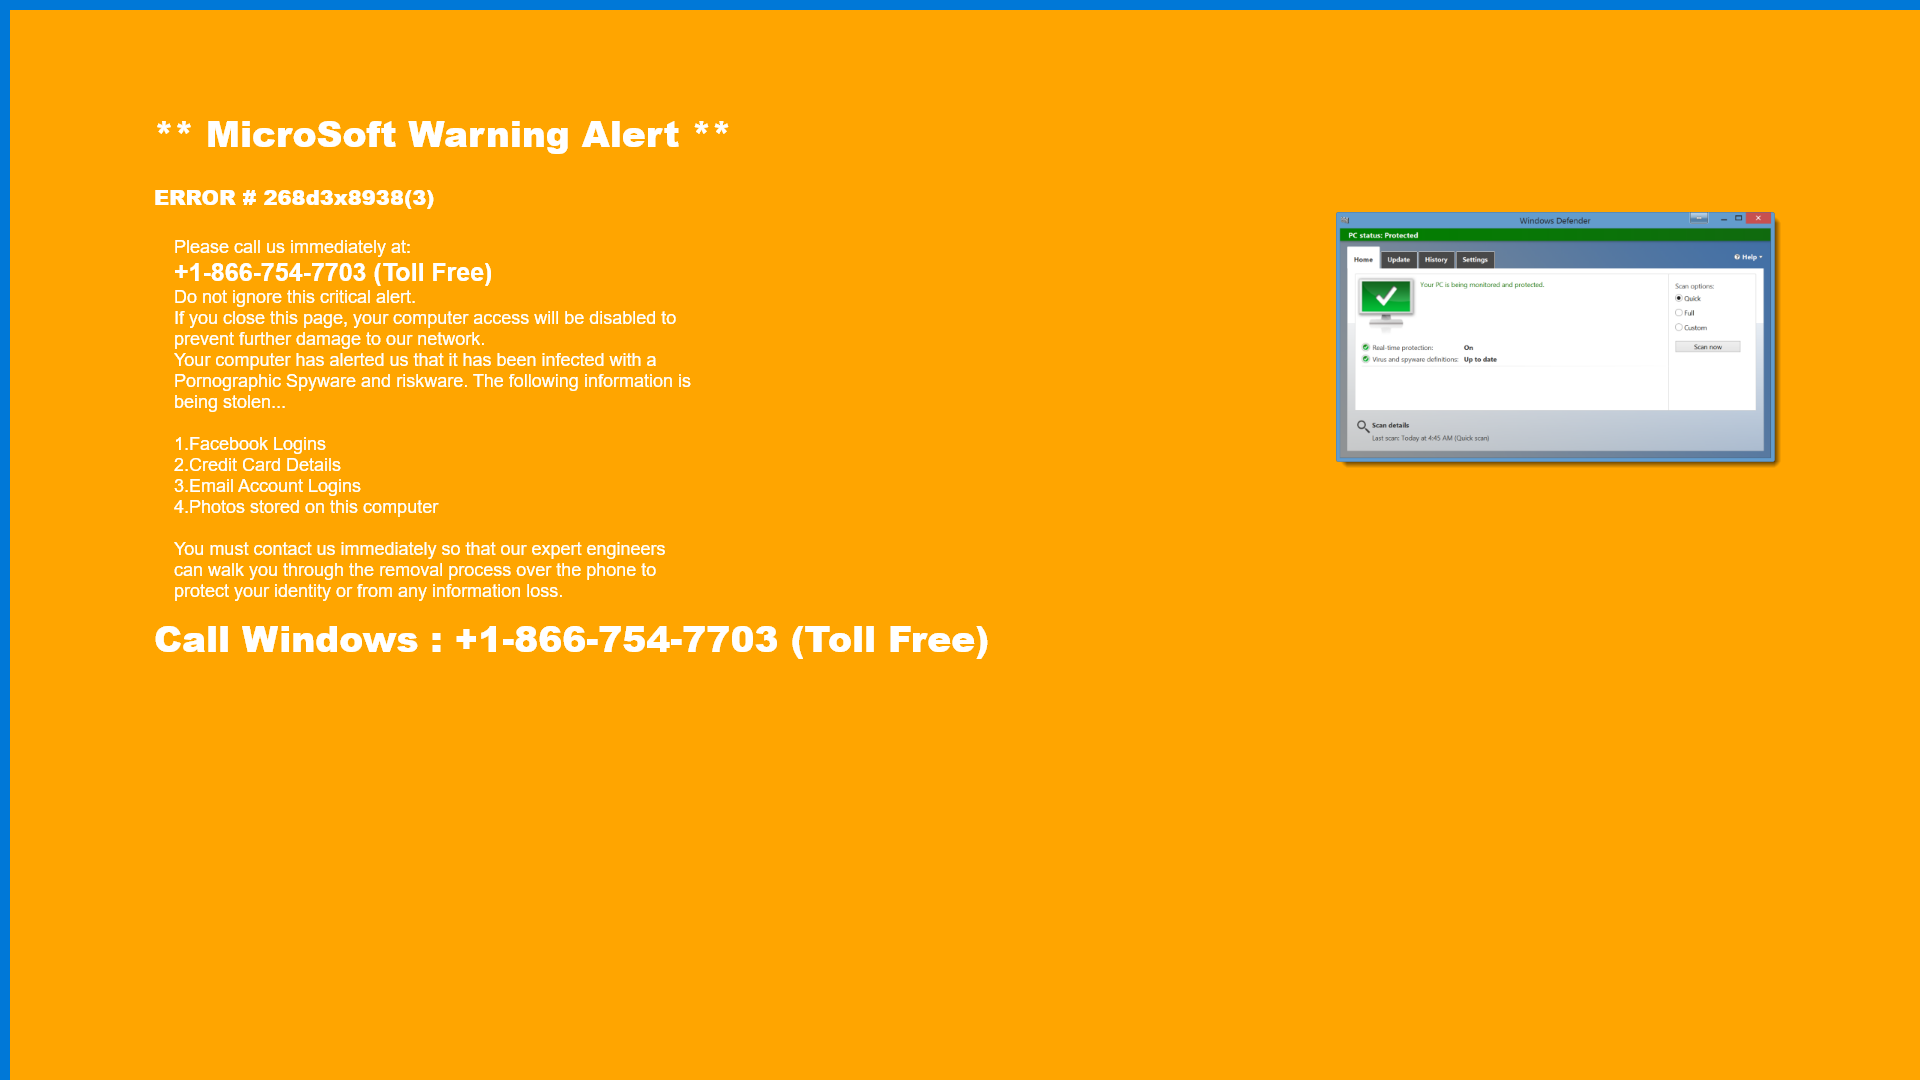 ** MicroSoft Warning Alert **
ERROR # 268d3x8938(3)
Please call us immediately at:
+1-866-754-7703 (Toll Free)
Do not ignore this critical alert.
If you close this page, your computer access will be disabled to
prevent further damage to our network.
Your computer has alerted us that it has been infected with a
Pornographic Spyware and riskware. The following information is
being stolen...
1.Facebook Logins
2.Credit Card Details
3.Email Account Logins
4.Photos stored on this computer
You must contact us immediately so that our expert engineers
can walk you through the removal process over the phone to
protect your identity or from any information loss.
Call Windows : +1-866-754-7703 (Toll Free)
Windows Defender
PC status: Protected
Home Update History Settings Help
Your PC is being monitored and protected.
Scan options:
Quick
Full
Custom
Scan now
Real-time protection: On
Virus and spyware definitions: Up to date
Scan details
Last scan: Today at 4:45 AM (Quick scan)